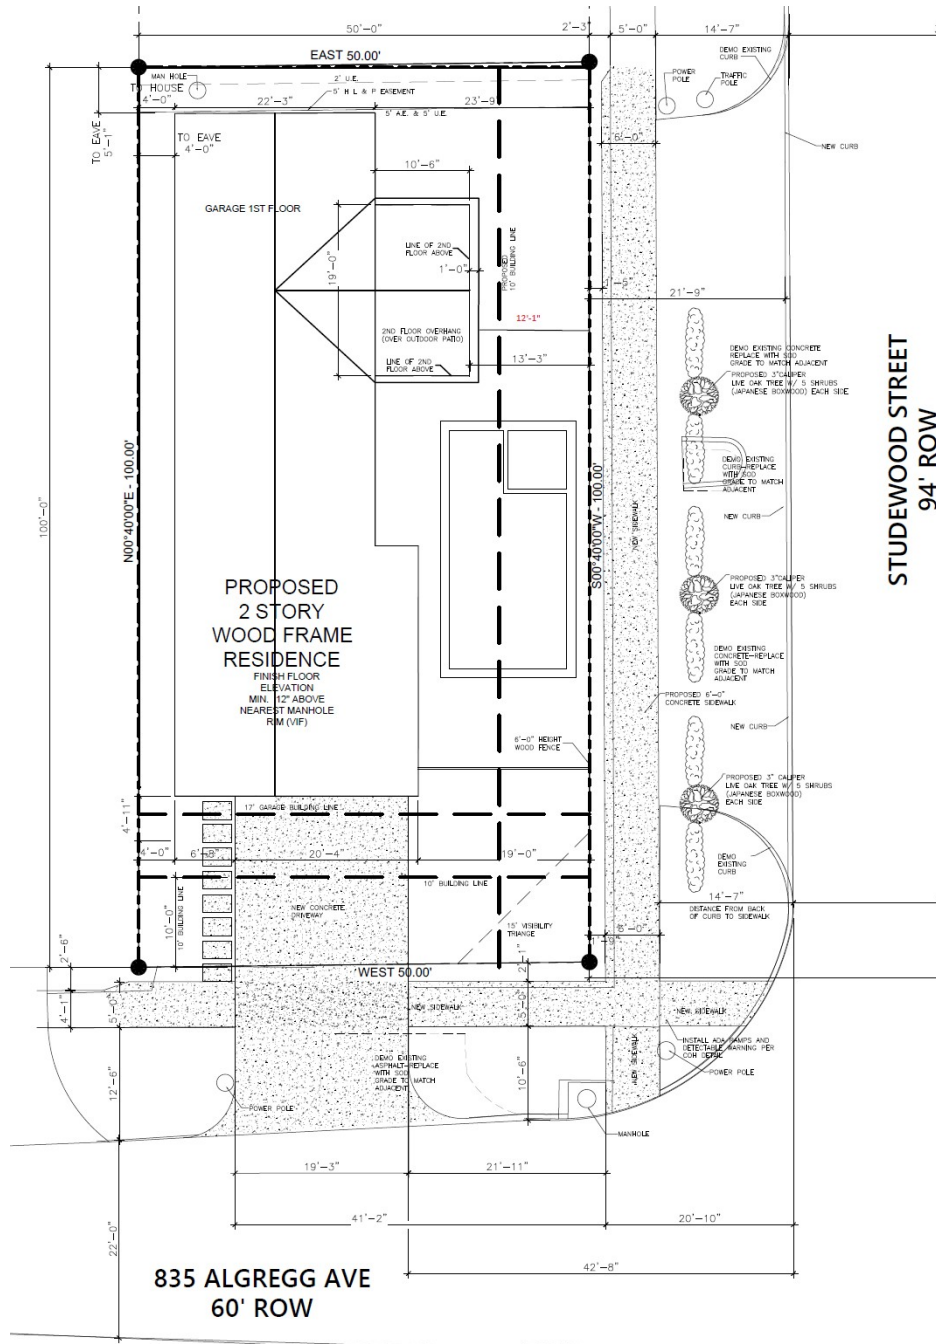 50'-0"
2'-3"
5'-0"
14'-7"
EAST 50.00'
DEMO EXISTING
CURB
MAN HOLE
TO HOUSE
4'-0"
2' U.E.
5' H L & P EASEMENT
22'-3"
23'-9"
5' A.E. & 5' U.E.
POWER
POLE
TRAFFIC
POLE
TO EAVE
5'-1"
TO EAVE
4'-0"
6'-0"
NEW CURB
10'-6"
GARAGE 1ST FLOOR
LINE OF 2ND
FLOOR ABOVE
1'-0"
19'-0"
PROPOSED
10' BUILDING LINE
21'-9"
12'-1"
2ND FLOOR OVERHANG
(OVER OUTDOOR PATIO)
13'-3"
LINE OF 2ND
FLOOR ABOVE
DEMO EXISTING CONCRETE
REPLACE WITH SOD
GRADE TO MATCH ADJACENT
PROPOSED 3"CALIPER
LIVE OAK TREE W/ 5 SHRUBS
(JAPANESE BOXWOOD) EACH SIDE
STUDEWOOD STREET
94' ROW
N00°40'00"E - 100.00'
S00°40'00"W - 100.00'
100'-0"
DEMO EXISTING
CURB-REPLACE
WITH SOD
GRADE TO MATCH
ADJACENT
NEW CURB
NEW SIDEWALK
PROPOSED
2 STORY
WOOD FRAME
RESIDENCE
FINISH FLOOR
ELEVATION
MIN. 12" ABOVE
NEAREST MANHOLE
RIM (VIF)
PROPOSED 3"CALIPER
LIVE OAK TREE W/ 5 SHRUBS
(JAPANESE BOXWOOD)
EACH SIDE
DEMO EXISTING
CONCRETE-REPLACE
WITH SOD
GRADE TO MATCH
ADJACENT
PROPOSED 6'-0"
CONCRETE SIDEWALK
NEW CURB
6'-0" HEIGHT
WOOD FENCE
PROPOSED 3" CALIPER
LIVE OAK TREE W/ 5 SHRUBS
(JAPANESE BOXWOOD)
EACH SIDE
4'-11"
17' GARAGE BUILDING LINE
4'-0"
6'-8"
20'-4"
19'-0"
DEMO
EXISTING
CURB
10' BUILDING LINE
10'-0"
10' BUILDING LINE
14'-7"
DISTANCE FROM BACK
OF CURB TO SIDEWALK
NEW CONCRETE
DRIVEWAY
15' VISIBILITY
TRIANGE
1'-9"
6'-0"
2'-6"
2'-1"
WEST 50.00'
4'-1"
5'-0"
NEW SIDEWALK
5'-0"
NEW SIDEWALK
INSTALL ADA RAMPS AND
DETECTABLE WARNING PER
COH DETAIL
NEW SIDEWALK
DEMO EXISTING
ASPHALT-REPLACE
WITH SOD
GRADE TO MATCH
ADJACENT
12'-6"
10'-6"
POWER POLE
POWER POLE
MANHOLE
19'-3"
21'-11"
41'-2"
20'-10"
22'-0"
42'-8"
835 ALGREGG AVE
60' ROW